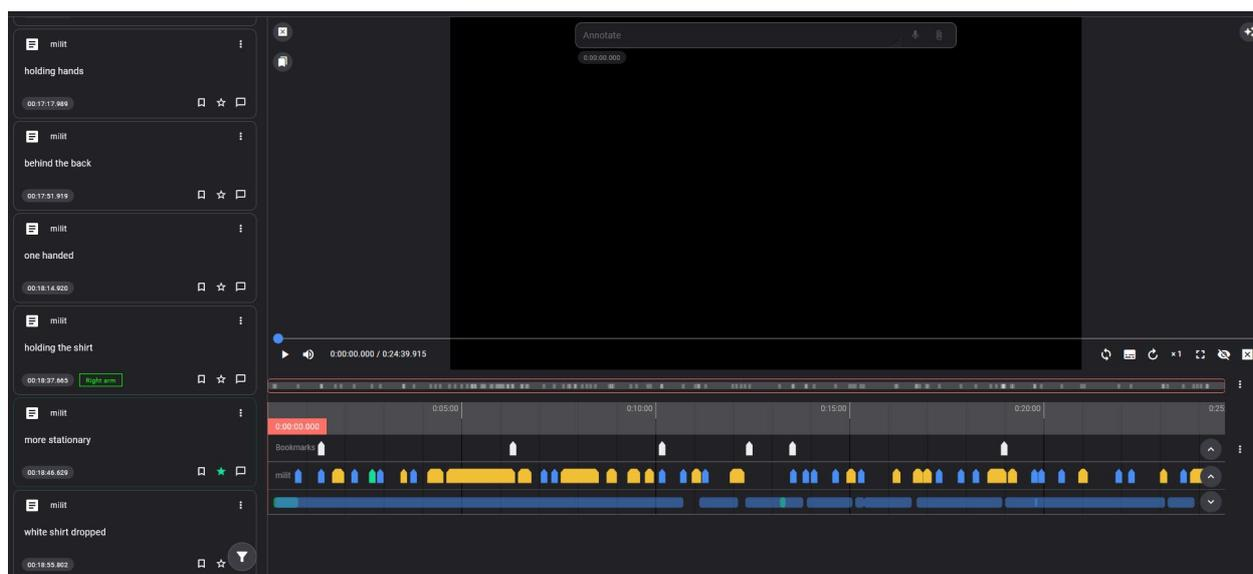 milit
holding hands
00:17:17.989
milit
behind the back
00:17:51.919
milit
one handed
00:18:14.920
milit
holding the shirt
00:18:37.665 Right arm
milit
more stationary
00:18:46.629
milit
white shirt dropped
00:18:55.802
Annotate
0:00:00.000
0:00:00.000 / 0:24:39.915
×1
0:05:00 0:10:00 0:15:00 0:20:00 0:25
0:00:00.000
Bookmarks
milit